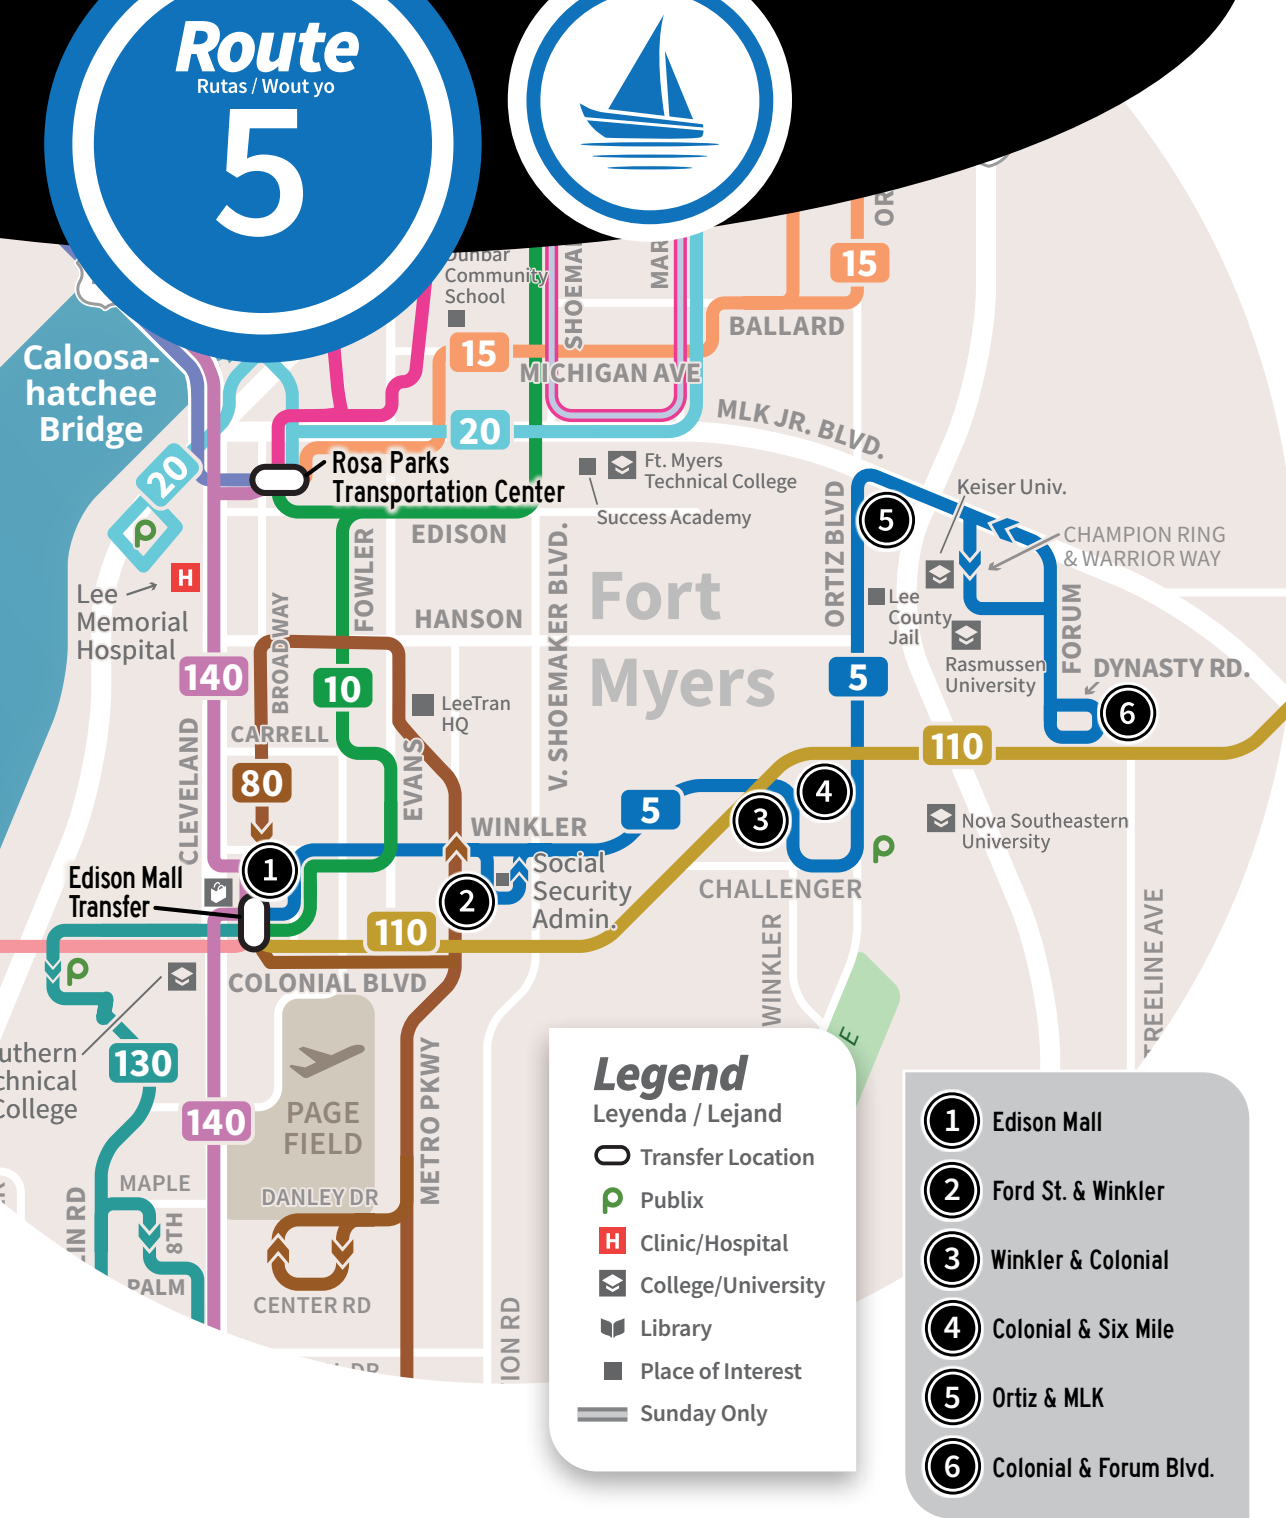 Route
Rutas / Wout yo
5
Dunbar
Community
School
15
BALLARD
15
MICHIGAN AVE
20
MLK JR. BLVD.
Caloosa-
hatchee
Bridge
20
Rosa Parks
Transportation Center
Ft. Myers
Technical College
Success Academy
Keiser Univ.
5
CHAMPION RING
& WARRIOR WAY
EDISON
FOWLER
V. SHOEMAKER BLVD.
ORTIZ BLVD
Fort
Myers
H
Lee
Memorial
Hospital
BROADWAY
HANSON
Lee
County
Jail
FORUM
Rasmussen
University
DYNASTY RD.
140
10
5
6
LeeTran
HQ
CARRELL
CLEVELAND
80
EVANS
110
4
3
5
WINKLER
Nova Southeastern
University
1
Edison Mall
Transfer
2
Social
Security
Admin.
CHALLENGER
110
WINKLER
TREELINE AVE
COLONIAL BLVD
130
140
PAGE
FIELD
METRO PKWY
MAPLE
8TH
PALM
DANLEY DR
CENTER RD
Legend
Leyenda / Lejand
Transfer Location
Publix
H Clinic/Hospital
College/University
Library
Place of Interest
Sunday Only
1 Edison Mall
2 Ford St. & Winkler
3 Winkler & Colonial
4 Colonial & Six Mile
5 Ortiz & MLK
6 Colonial & Forum Blvd.